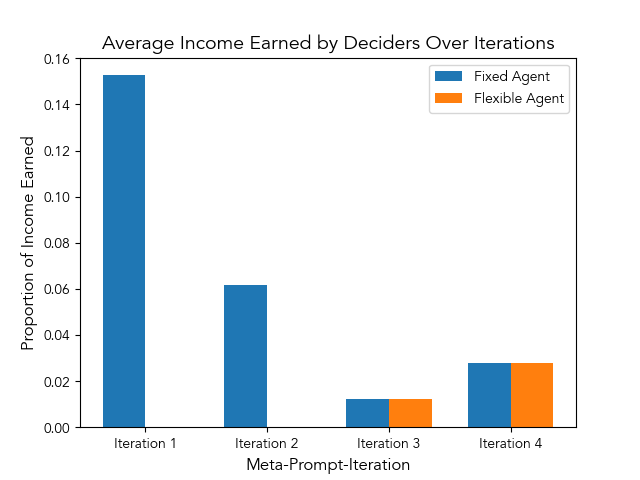 Average Income Earned by Deciders Over Iterations
Fixed Agent
Flexible Agent
Proportion of Income Earned
0.16
0.14
0.12
0.10
0.08
0.06
0.04
0.02
0.00
Iteration 1
Iteration 2
Iteration 3
Iteration 4
Meta-Prompt-Iteration